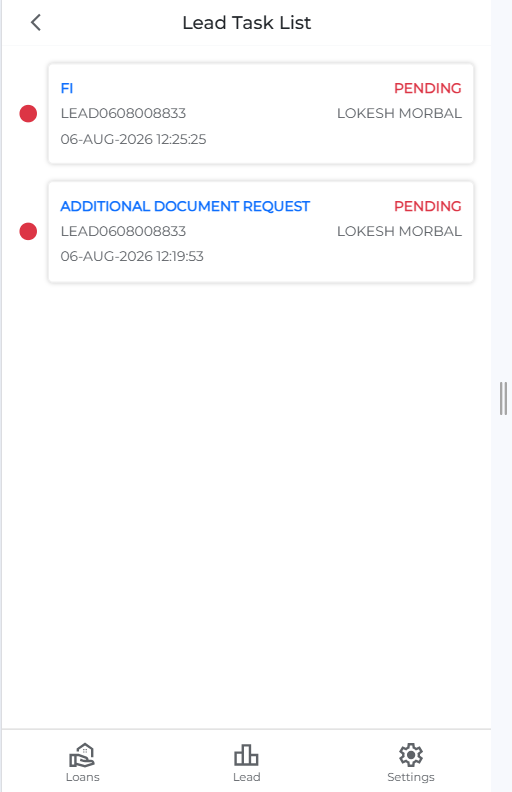 Lead Task List
FI PENDING
LEAD0608008833 LOKESH MORBAL
06-AUG-2026 12:25:25
ADDITIONAL DOCUMENT REQUEST PENDING
LEAD0608008833 LOKESH MORBAL
06-AUG-2026 12:19:53
Loans Lead Settings